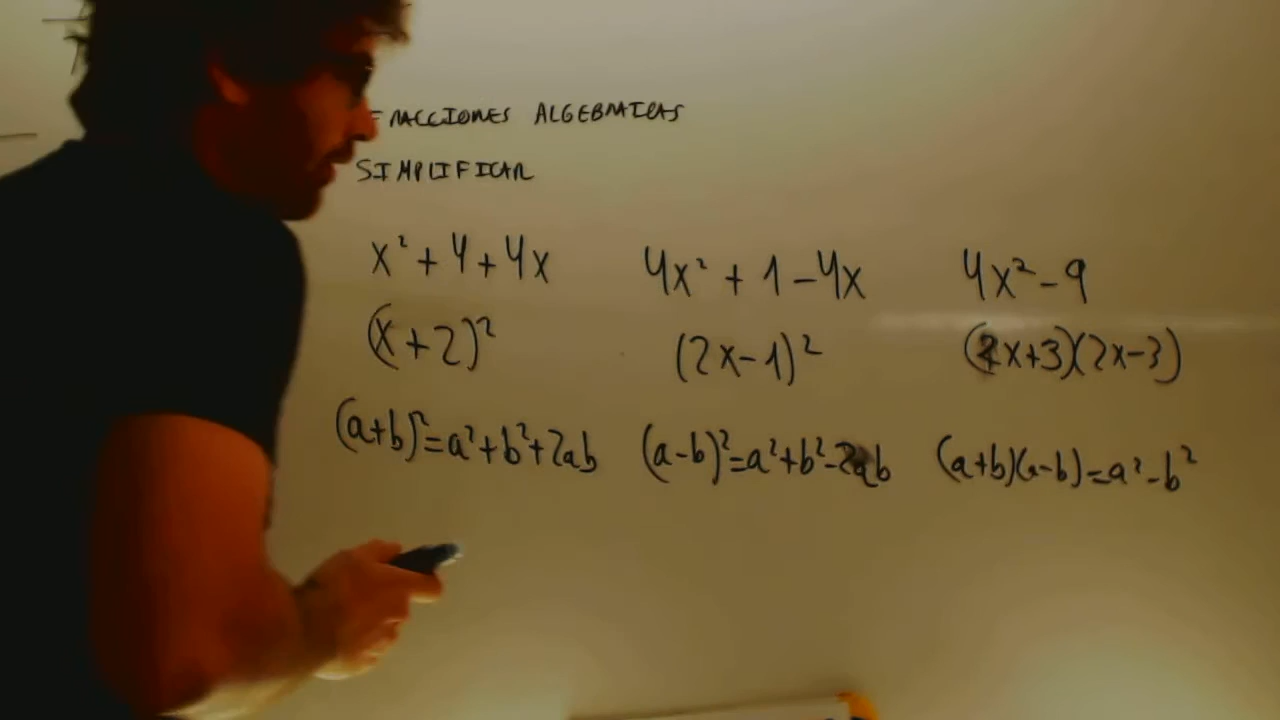 FRACCIONES ALGEBRAICAS
SIMPLIFICAR
x² + 4 + 4x    4x² + 1 - 4x    4x² - 9
(x + 2)²    (2x - 1)²    (2x+3)(2x-3)
(a+b)² = a² + b² + 2ab    (a-b)² = a² + b² - 2ab    (a+b)(a-b) = a² - b²